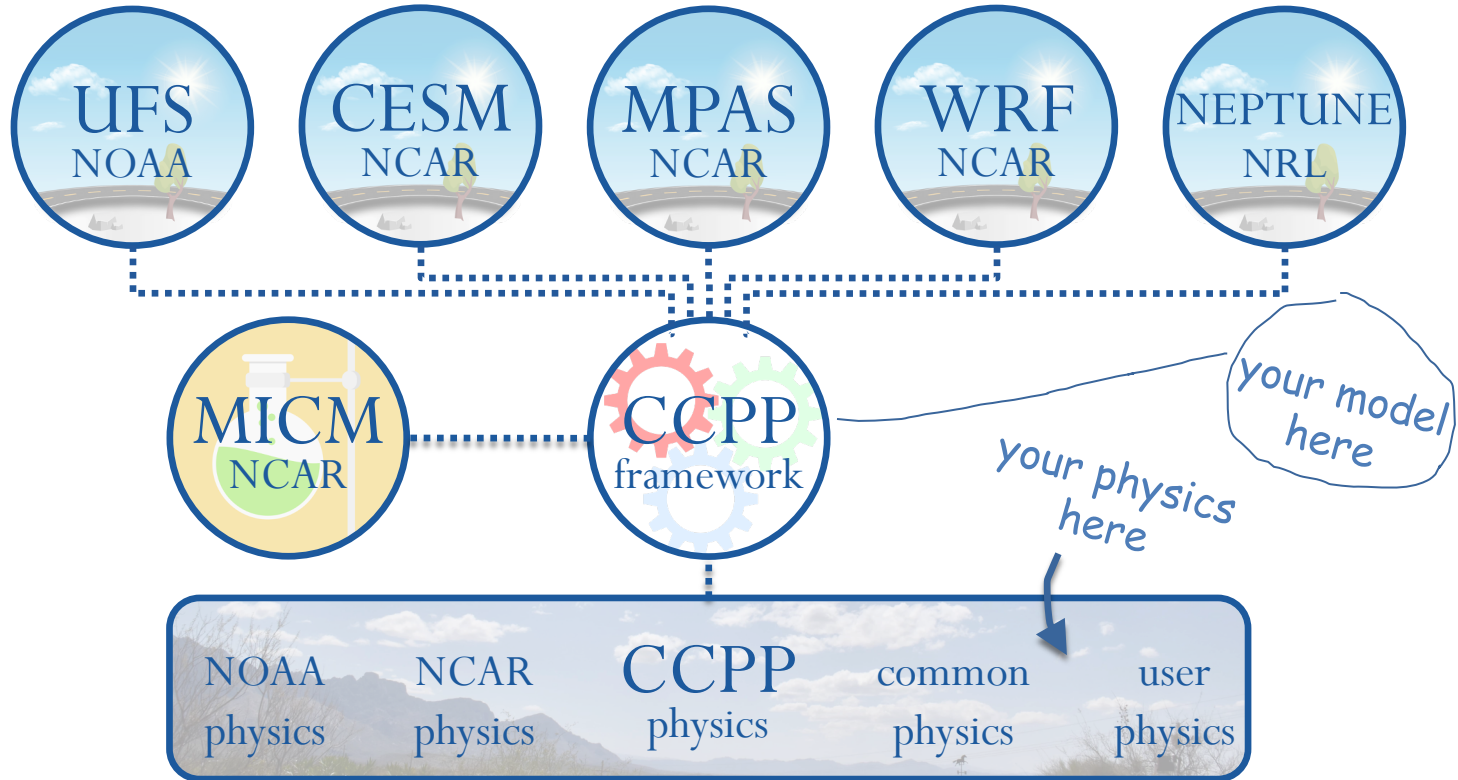 UFS
NOAA
CESM
NCAR
MPAS
NCAR
WRF
NCAR
NEPTUNE
NRL
MICM
NCAR
CCPP
framework
your model
here
your physics
here
NOAA
physics
NCAR
physics
CCPP
physics
common
physics
user
physics